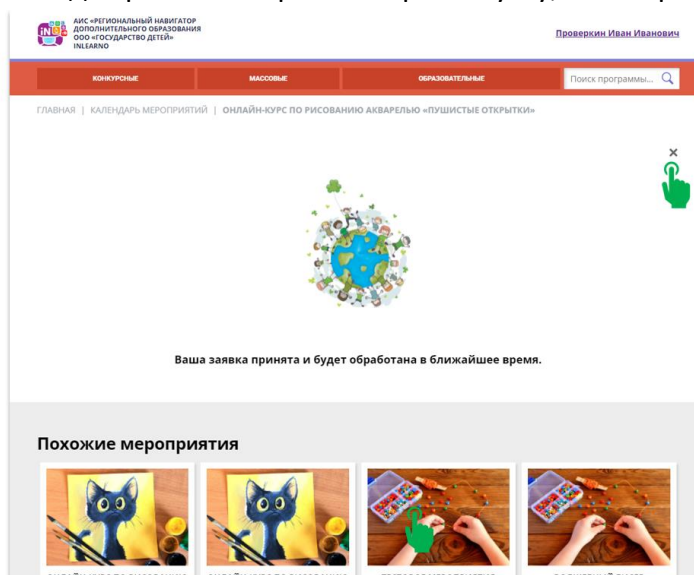 АИС «РЕГИОНАЛЬНЫЙ НАВИГАТОР
ДОПОЛНИТЕЛЬНОГО ОБРАЗОВАНИЯ
ООО «ГОСУДАРСТВО ДЕТЕЙ»
INLEARNO
Проверкин Иван Иванович
КОНКУРСНЫЕ МАССОВЫЕ ОБРАЗОВАТЕЛЬНЫЕ Поиск программы...
ГЛАВНАЯ | КАЛЕНДАРЬ МЕРОПРИЯТИЙ | ОНЛАЙН-КУРС ПО РИСОВАНИЮ АКВАРЕЛЬЮ «ПУШИСТЫЕ ОТКРЫТКИ»
Ваша заявка принята и будет обработана в ближайшее время.
Похожие мероприятия